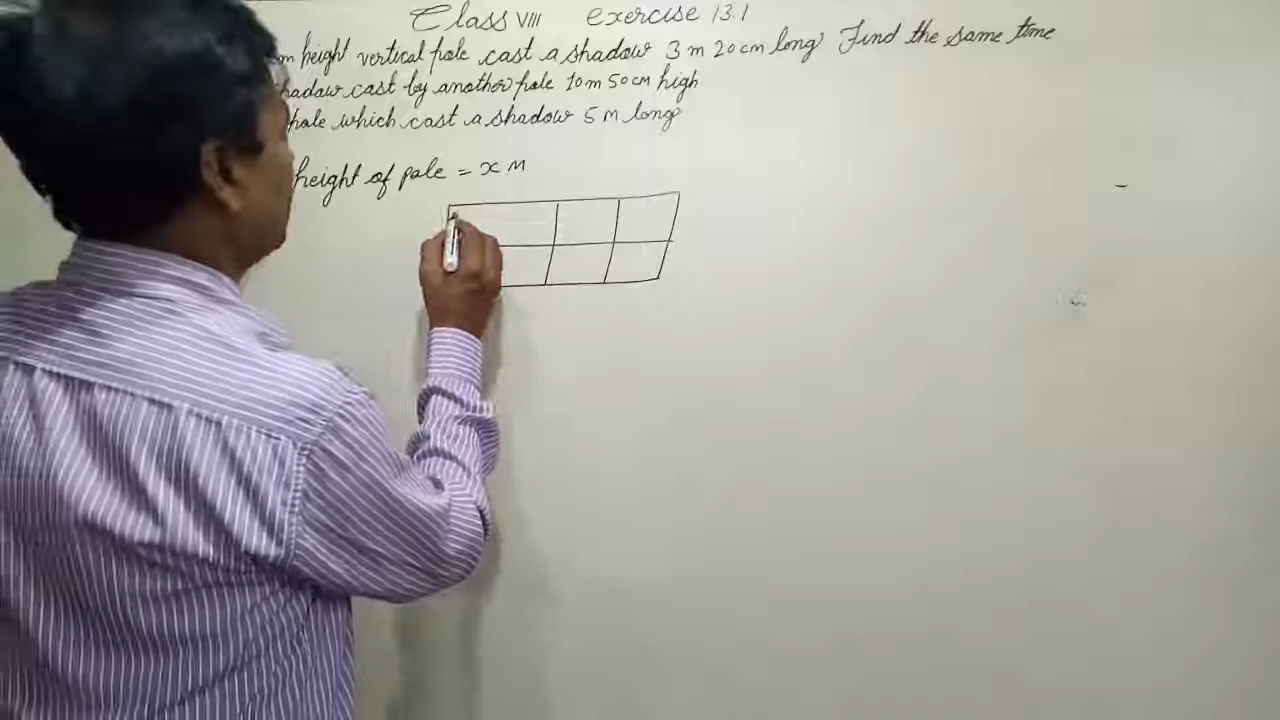 Class VIII exercise 13.1
m height vertical pole cast a shadow 3 m 20 cm long Find the same time
hadaw cast by another pole 10 m 50 cm high
pole which cast a shadow 5 m long
height of pole = x m